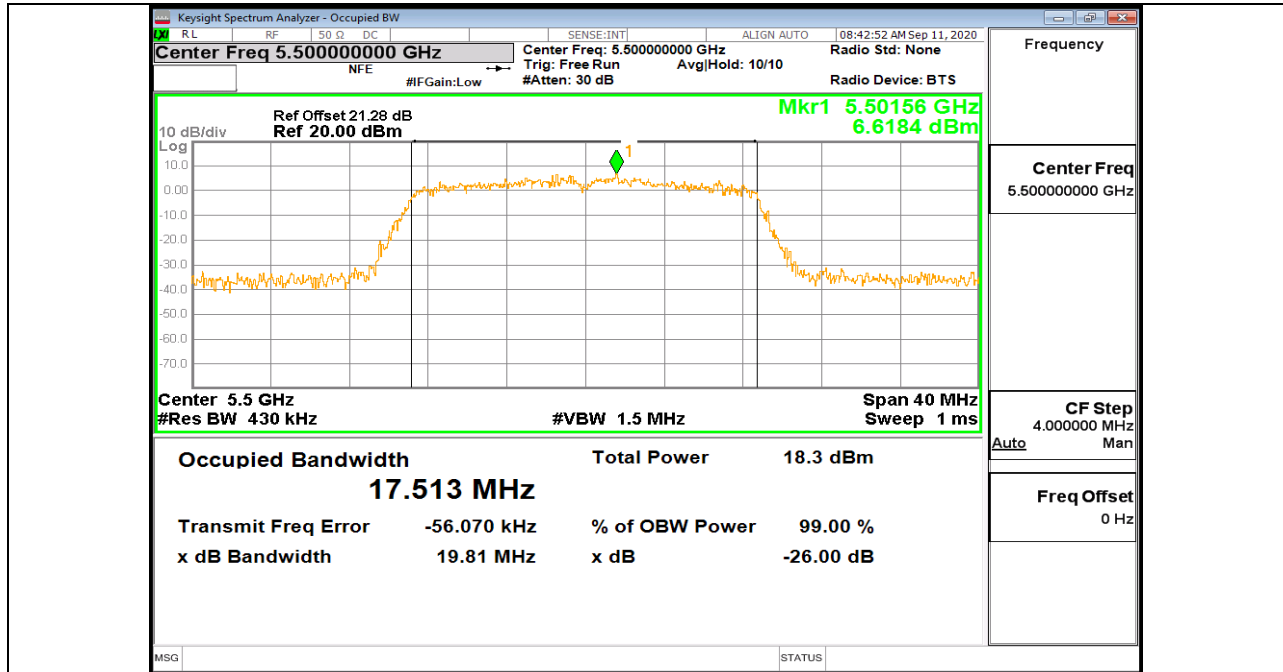 Keysight Spectrum Analyzer - Occupied BW
LXI RL RF 50 Ω DC SENSE:INT ALIGN AUTO 08:42:52 AM Sep 11, 2020
Center Freq 5.500000000 GHz
NFE
#IFGain:Low
Center Freq: 5.500000000 GHz
Trig: Free Run Avg|Hold: 10/10
#Atten: 30 dB
Radio Std: None
Radio Device: BTS
Frequency
Mkr1 5.50156 GHz
6.6184 dBm
Ref Offset 21.28 dB
10 dB/div Ref 20.00 dBm
Log
1
10.0
0.00
-10.0
-20.0
-30.0
-40.0
-50.0
-60.0
-70.0
Center 5.5 GHz Span 40 MHz
#Res BW 430 kHz #VBW 1.5 MHz Sweep 1 ms
Center Freq
5.500000000 GHz
CF Step
4.000000 MHz
Auto Man
Freq Offset
0 Hz
Occupied Bandwidth Total Power 18.3 dBm
17.513 MHz
Transmit Freq Error -56.070 kHz % of OBW Power 99.00 %
x dB Bandwidth 19.81 MHz x dB -26.00 dB
MSG STATUS